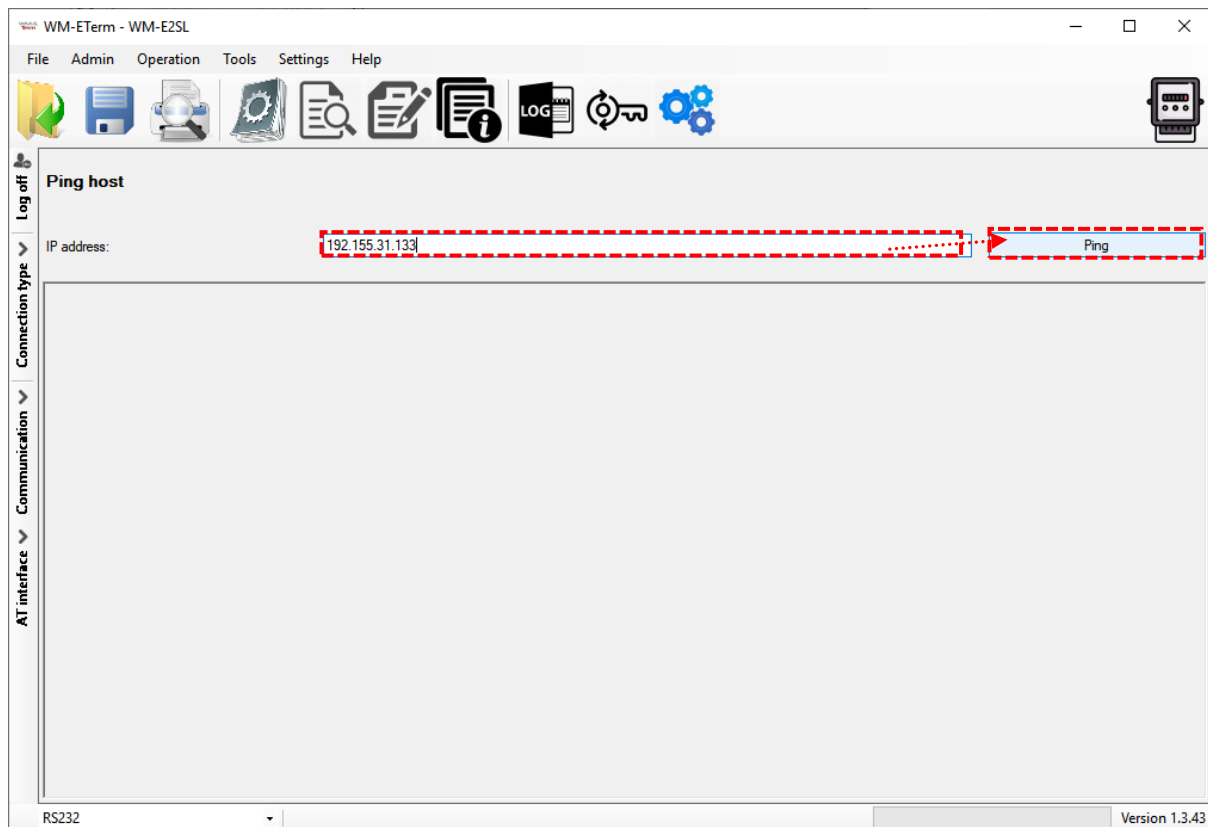 WM-ETerm - WM-E2SL
File Admin Operation Tools Settings Help
LOG
Log off
Connection type
Communication
AT interface
Ping host
IP address: 192.155.31.133 Ping
RS232 Version 1.3.43